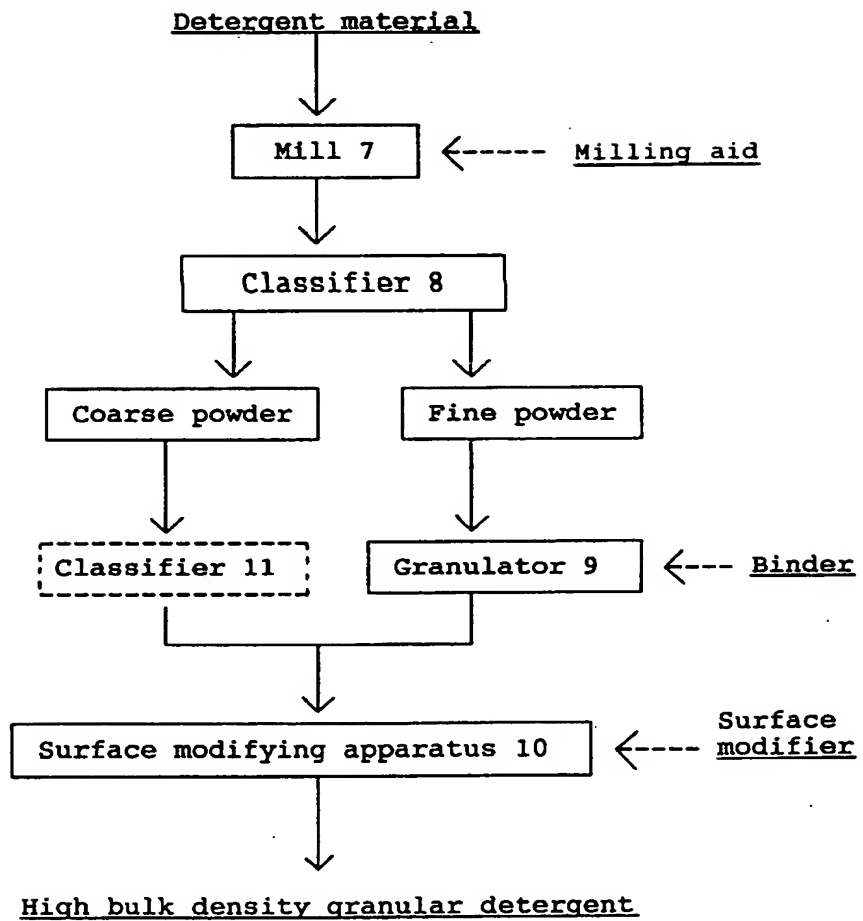 Detergent material
Mill 7
Milling aid
Classifier 8
Coarse powder
Fine powder
Classifier 11
Granulator 9
Binder
Surface modifying apparatus 10
Surface
modifier
High bulk density granular detergent